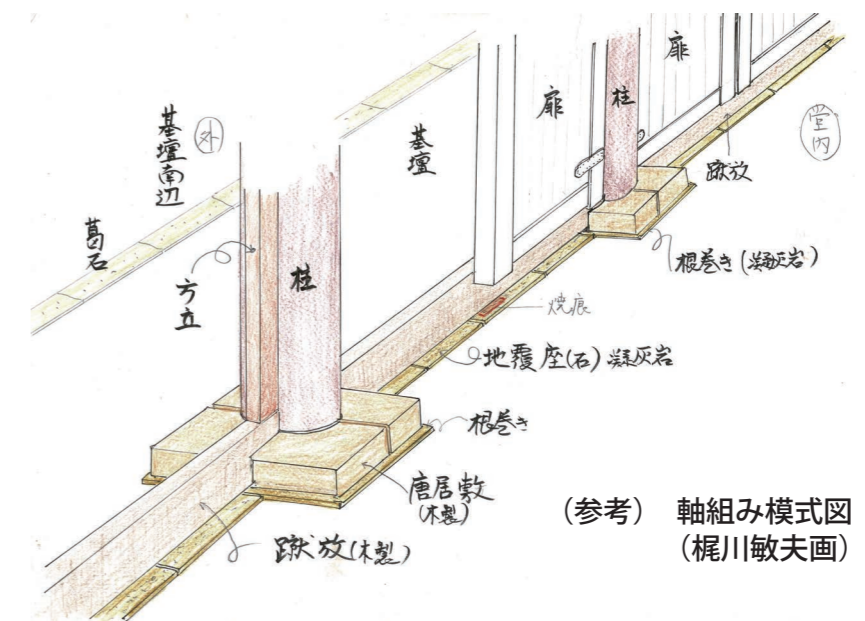 扉
扉
柱
堂内
蹴放
根巻き(凝灰岩)
基壇
基壇南辺
外
葛石
方立
柱
焼痕
地覆座(石)凝灰岩
根巻き
唐居敷
(木製)
蹴放(木製)
(参考) 軸組み模式図
(梶川敏夫画)